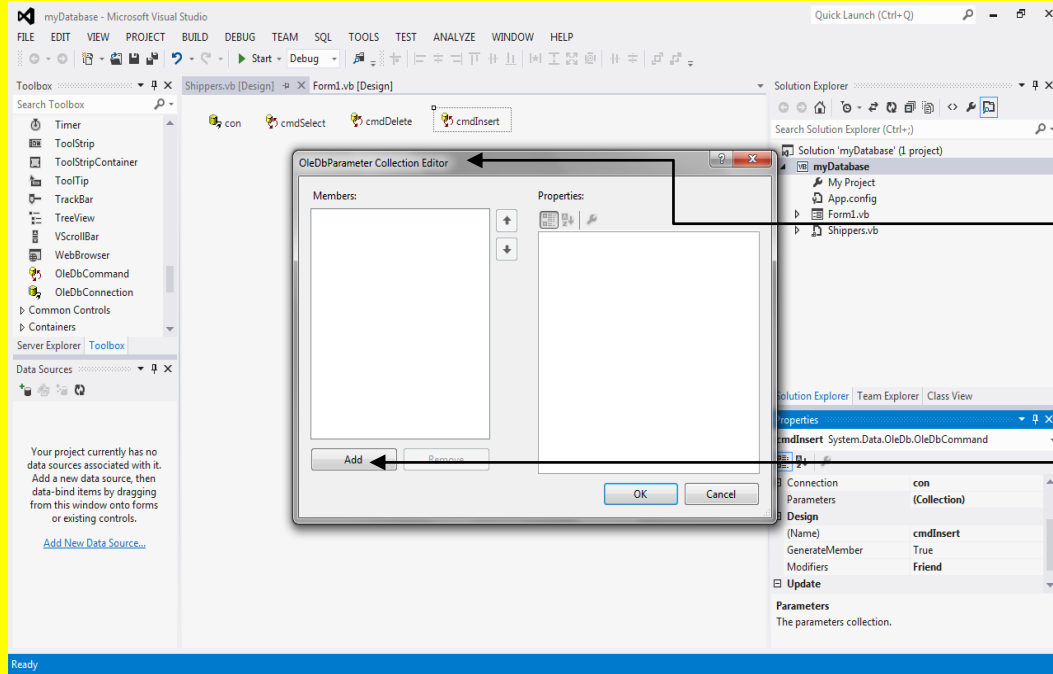 myDatabase - Microsoft Visual Studio
Quick Launch (Ctrl+Q)
FILE EDIT VIEW PROJECT BUILD DEBUG TEAM SQL TOOLS TEST ANALYZE WINDOW HELP
Start Debug
Toolbox
Search Toolbox
Timer
ToolStrip
ToolStripContainer
ToolTip
TrackBar
TreeView
VScrollBar
WebBrowser
OleDbCommand
OleDbConnection
Common Controls
Containers
Server Explorer Toolbox
Data Sources
Your project currently has no
data sources associated with it.
Add a new data source, then
data-bind items by dragging
from this window onto forms
or existing controls.
Add New Data Source...
Shippers.vb [Design] Form1.vb [Design]
con cmdSelect cmdDelete cmdInsert
OleDbParameter Collection Editor
Members:
Properties:
Add Remove
OK Cancel
Solution Explorer
Search Solution Explorer (Ctrl+;)
Solution 'myDatabase' (1 project)
VB myDatabase
My Project
App.config
Form1.vb
Shippers.vb
Solution Explorer Team Explorer Class View
Properties
cmdInsert System.Data.OleDb.OleDbCommand
Connection con
Parameters (Collection)
Design
(Name) cmdInsert
GenerateMember True
Modifiers Friend
Update
Parameters
The parameters collection.
Ready